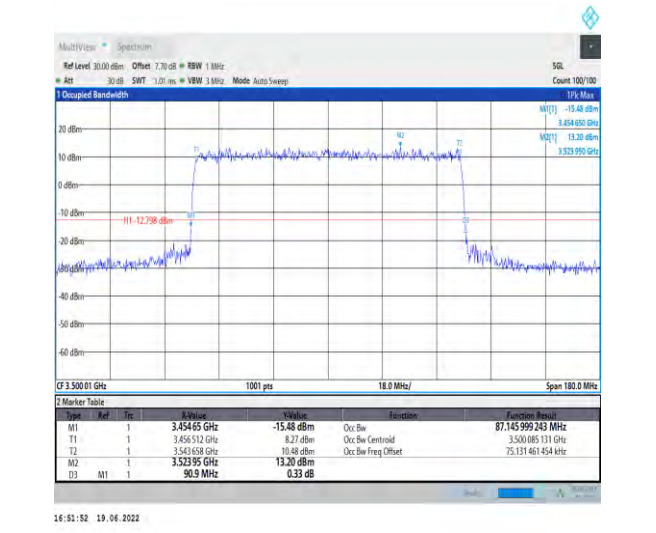 MultiView Spectrum
Ref Level 30.00 dBm Offset 7.70 dB RBW 1 MHz SGL
Att 30 dB SWT 1.01 ms VBW 3 MHz Mode Auto Sweep Count 100/100
1 Occupied Bandwidth 1Pk Max
M1[1] -15.48 dBm
3.454 650 GHz
M2[1] 13.20 dBm
3.523 950 GHz
20 dBm
M2
T1
T2
10 dBm
0 dBm
-10 dBm
M1
H1 -12.798 dBm
D3
-20 dBm
-30 dBm
-40 dBm
-50 dBm
-60 dBm
CF 3.500 01 GHz 1001 pts 18.0 MHz/ Span 180.0 MHz
2 Marker Table
Type Ref Trc X-Value Y-Value Function Function Result
M1 1 3.454 65 GHz -15.48 dBm Occ Bw 87.145 999 243 MHz
T1 1 3.456 512 GHz 8.27 dBm Occ Bw Centroid 3.500 085 131 GHz
T2 1 3.543 658 GHz 10.48 dBm Occ Bw Freq Offset 75.131 461 454 kHz
M2 1 3.523 95 GHz 13.20 dBm
D3 M1 1 90.9 MHz 0.33 dB
16:51:52 19.06.2022